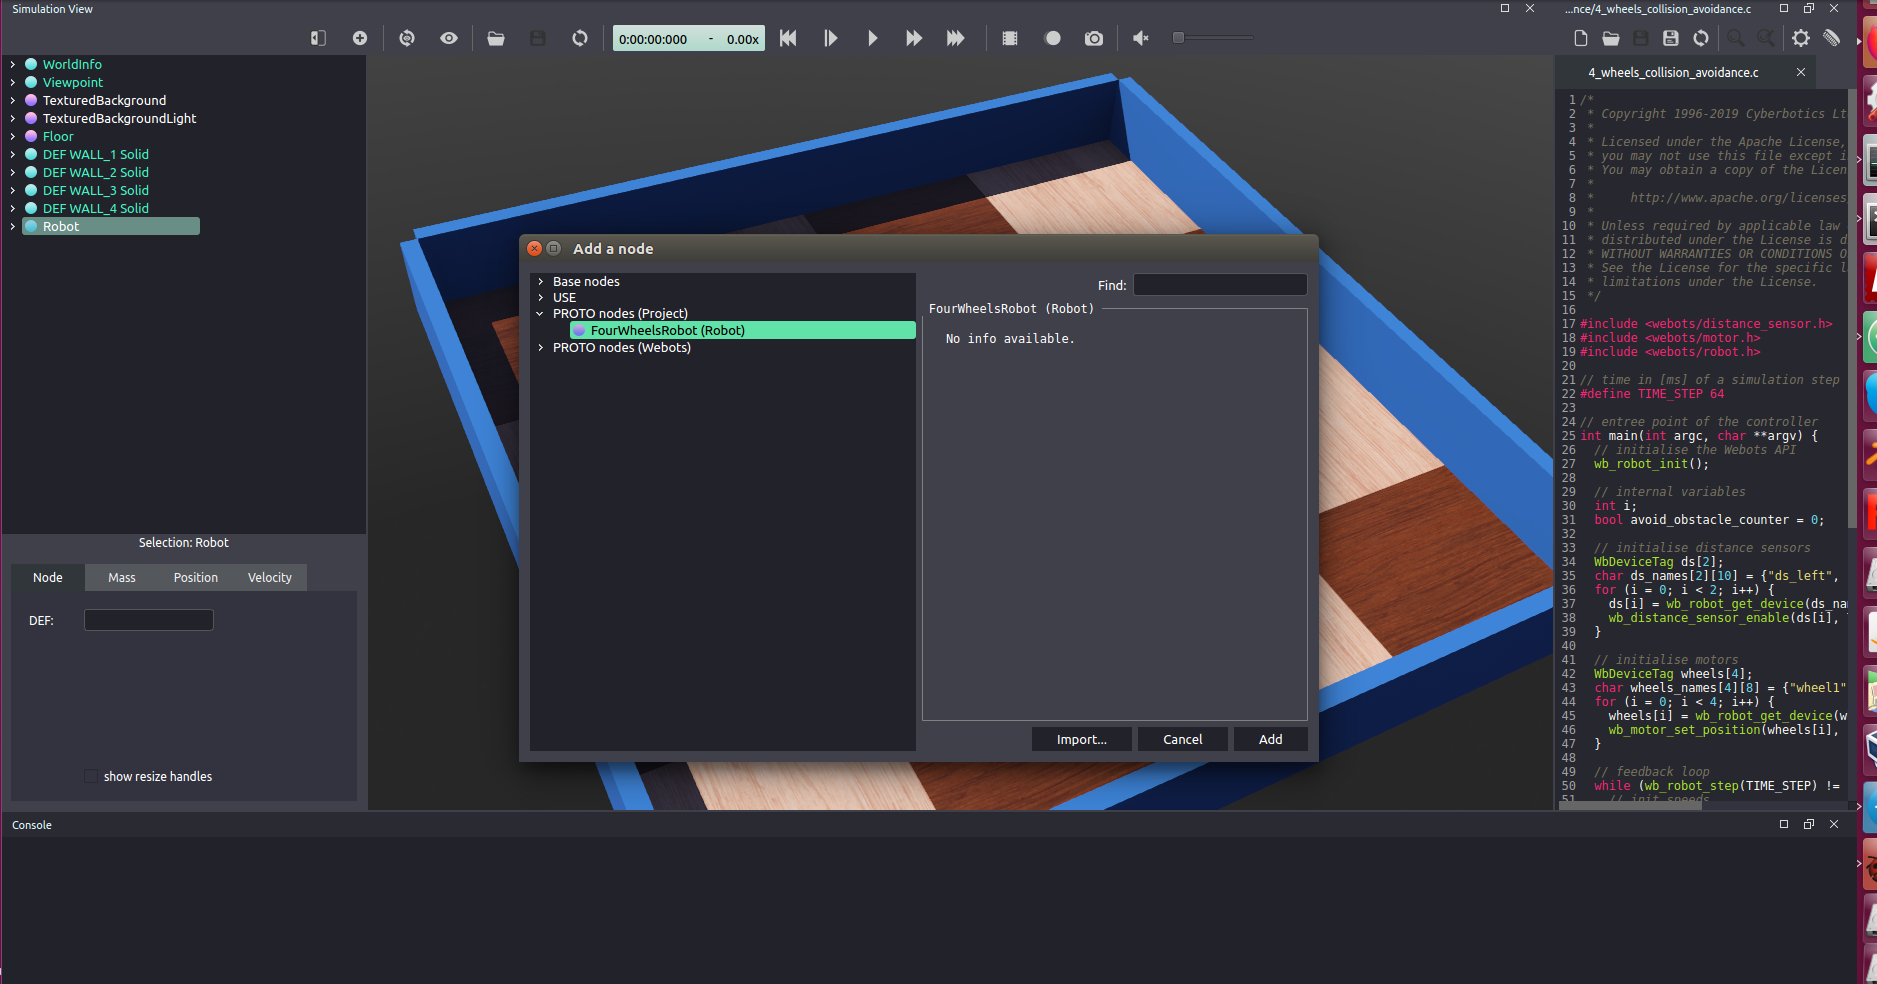 Simulation View
...nce/4_wheels_collision_avoidance.c
0:00:00:000 - 0.00x
WorldInfo
Viewpoint
TexturedBackground
TexturedBackgroundLight
Floor
DEF WALL_1 Solid
DEF WALL_2 Solid
DEF WALL_3 Solid
DEF WALL_4 Solid
Robot
Selection: Robot
Node Mass Position Velocity
DEF:
show resize handles
Add a node
Base nodes
USE
PROTO nodes (Project)
FourWheelsRobot (Robot)
PROTO nodes (Webots)
Find:
FourWheelsRobot (Robot)
No info available.
Import... Cancel Add
4_wheels_collision_avoidance.c
1 /*
2 * Copyright 1996-2019 Cyberbotics Lt
3 *
4 * Licensed under the Apache License,
5 * you may not use this file except i
6 * You may obtain a copy of the Licen
7 *
8 * http://www.apache.org/licenses
9 *
10 * Unless required by applicable law
11 * distributed under the License is d
12 * WITHOUT WARRANTIES OR CONDITIONS O
13 * See the License for the specific l
14 * limitations under the License.
15 */
16
17 #include <webots/distance_sensor.h>
18 #include <webots/motor.h>
19 #include <webots/robot.h>
20
21 // time in [ms] of a simulation step
22 #define TIME_STEP 64
23
24 // entree point of the controller
25 int main(int argc, char **argv) {
26 // initialise the Webots API
27 wb_robot_init();
28
29 // internal variables
30 int i;
31 bool avoid_obstacle_counter = 0;
32
33 // initialise distance sensors
34 WbDeviceTag ds[2];
35 char ds_names[2][10] = {"ds_left",
36 for (i = 0; i < 2; i++) {
37 ds[i] = wb_robot_get_device(ds_na
38 wb_distance_sensor_enable(ds[i],
39 }
40
41 // initialise motors
42 WbDeviceTag wheels[4];
43 char wheels_names[4][8] = {"wheel1"
44 for (i = 0; i < 4; i++) {
45 wheels[i] = wb_robot_get_device(w
46 wb_motor_set_position(wheels[i],
47 }
48
49 // feedback loop
50 while (wb_robot_step(TIME_STEP) !=
51 // init speeds
Console